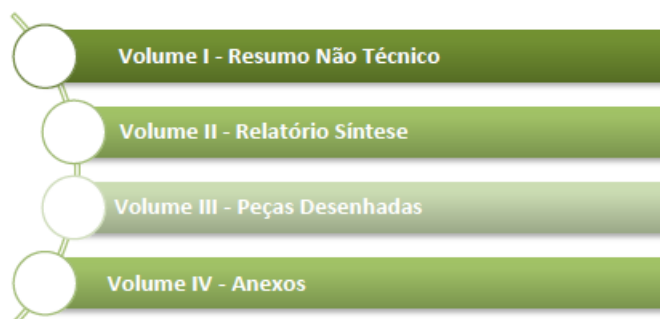 Volume I - Resumo Não Técnico
Volume II - Relatório Síntese
Volume III - Peças Desenhadas
Volume IV - Anexos